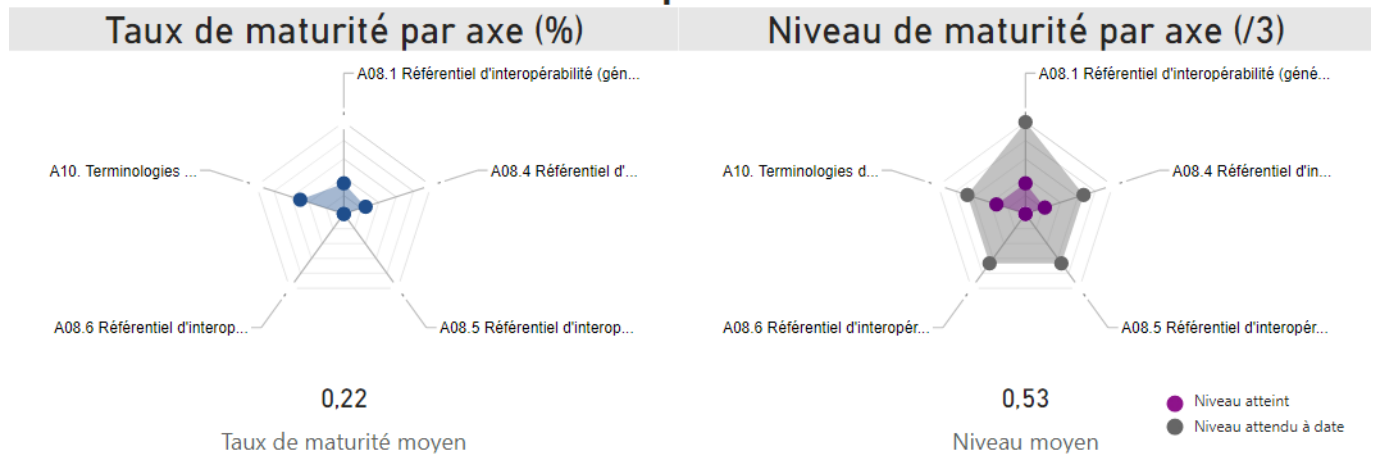 Taux de maturité par axe (%)
Niveau de maturité par axe (/3)
A08.1 Référentiel d'interopérabilité (gén...
A10. Terminologies ...
A08.4 Référentiel d'...
A08.6 Référentiel d'interop...
A08.5 Référentiel d'interop...
0,22
Taux de maturité moyen
A08.1 Référentiel d'interopérabilité (géné...
A10. Terminologies d...
A08.4 Référentiel d'in...
A08.6 Référentiel d'interopér...
A08.5 Référentiel d'interopér...
0,53
Niveau moyen
Niveau atteint
Niveau attendu à date